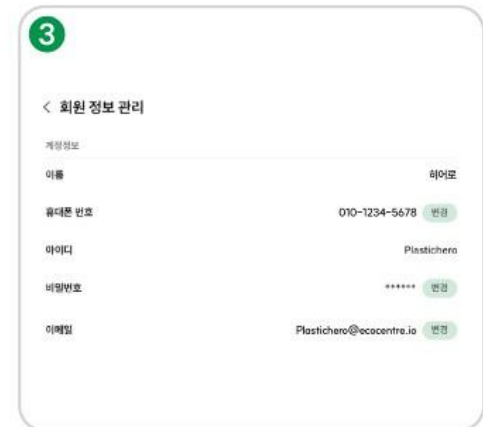 3
< 회원 정보 관리
계정정보
이름 히어로
휴대폰 번호 010-1234-5678 변경
아이디 Plastichero
비밀번호 ****** 변경
이메일 Plastichero@ecocentre.io 변경